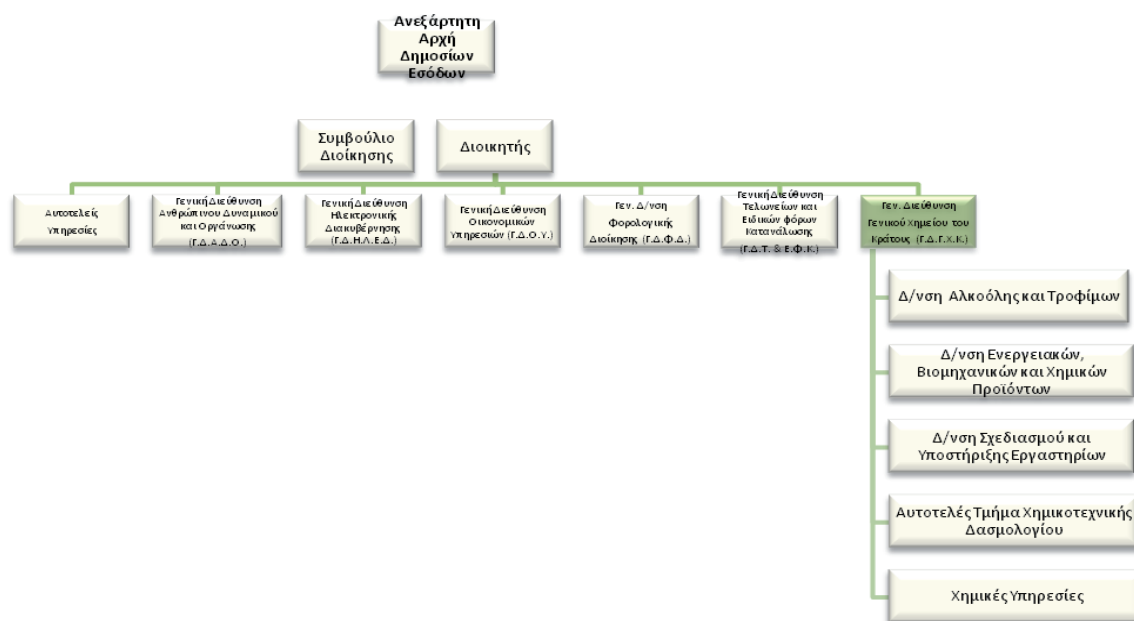 Ανεξάρτητη
Αρχή
Δημοσίων
Εσόδων
Συμβούλιο
Διοίκησης
Διοικητής
Αυτοτελείς
Υπηρεσίες
Γενική Διεύθυνση
Ανθρώπινου Δυναμικού
και Οργάνωσης
(Γ.Δ.Α.Δ.Ο.)
Γενική Διεύθυνση
Ηλεκτρονικής
Διακυβέρνησης
(Γ.Δ.Η.Λ.Ε.Δ.)
Γενική Διεύθυνση
Οικονομικών
Υπηρεσιών (Γ.Δ.Ο.Υ.)
Γεν. Δ/νση
Φορολογικής
Διοίκησης (Γ.Δ.Φ.Δ.)
Γενική Διεύθυνση
Τελωνείων και
Ειδικών φόρων
Κατανάλωσης
(Γ.Δ.Τ. & Ε.Φ.Κ.)
Γεν. Διεύθυνση
Γενικού Χημείου του
Κράτους (Γ.Δ.Γ.Χ.Κ.)
Δ/νση Αλκοόλης και Τροφίμων
Δ/νση Ενεργειακών,
Βιομηχανικών και Χημικών
Προϊόντων
Δ/νση Σχεδιασμού και
Υποστήριξης Εργαστηρίων
Αυτοτελές Τμήμα Χημικοτεχνικής
Δασμολογίου
Χημικές Υπηρεσίες